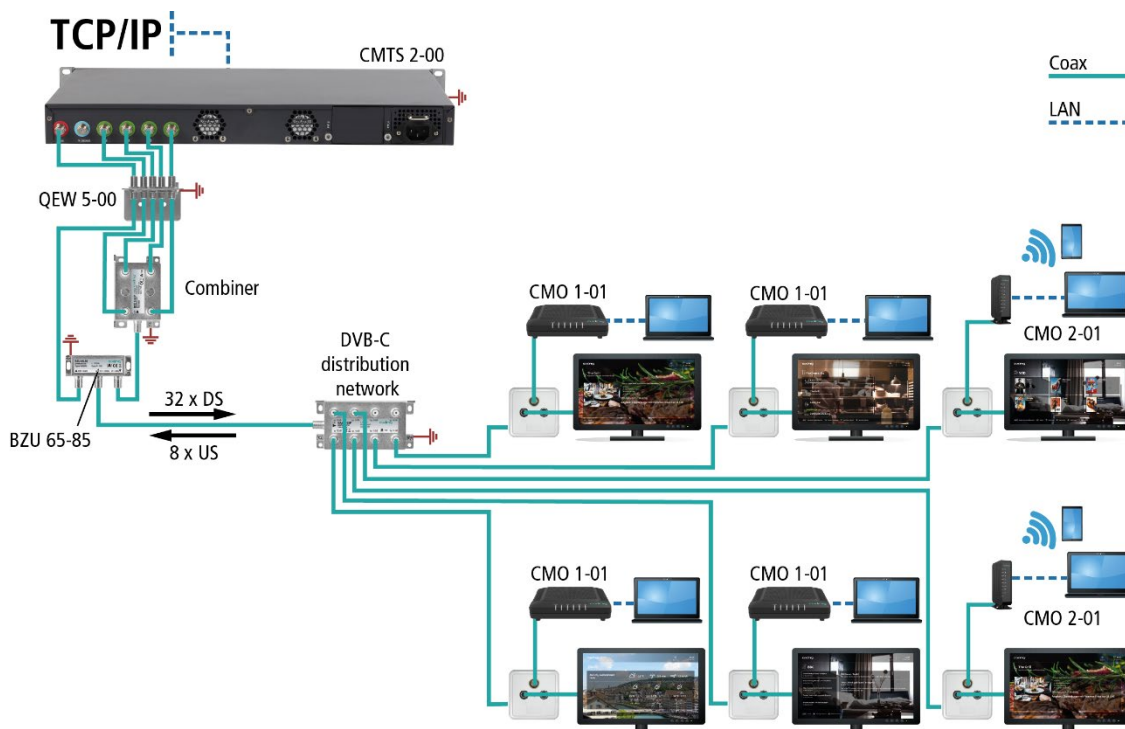 TCP/IP
CMTS 2-00
Coax
LAN
QEW 5-00
Combiner
BZU 65-85
32 x DS
8 x US
DVB-C
distribution
network
CMO 1-01
CMO 1-01
CMO 2-01
CMO 1-01
CMO 1-01
CMO 2-01